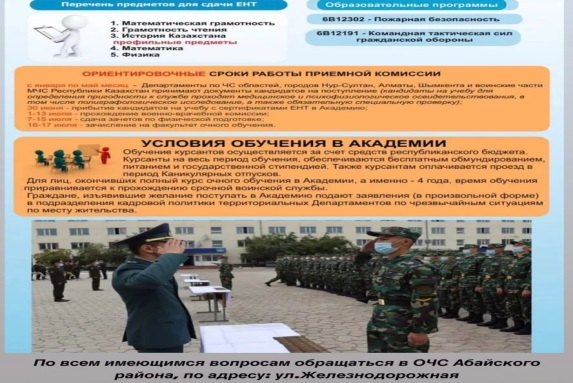 Перечень предметов для сдачи ЕНТ
1. Математическая грамотность
2. Грамотность чтения
3. История Казахстана
профильные предметы
4. Математика
5. Физика
Образовательные программы
6В12302 - Пожарная безопасность
6В12191 - Командная тактическая сил
гражданской обороны
ОРИЕНТИРОВОЧНЫЕ СРОКИ РАБОТЫ ПРИЕМНОЙ КОМИССИИ
с января по май месяц - Департаменты по ЧС областей, городов Нур-Султан, Алматы, Шымкента и воинские части
МЧС Республики Казахстан принимают документы кандидатов на поступление (кандидаты на учебу для
определения пригодности к службе проходят медицинское и психофизиологическое освидетельствования, в
том числе полиграфологическое исследования, а также обязательную специальную проверку);
30 июня - прибытие кандидатов на учебу с сертификатами ЕНТ в Академию;
1-13 июля - прохождение военно-врачебной комиссии;
7-15 июля - сдача зачетов по физической подготовке;
16-17 июля - зачисление на факультет очного обучения.
УСЛОВИЯ ОБУЧЕНИЯ В АКАДЕМИИ
Обучение курсантов осуществляется за счет средств республиканского бюджета.
Курсанты на весь период обучения, обеспечиваются бесплатным обмундированием,
питанием и государственной стипендией. Также курсантам оплачивается проезд в
период Каникулярных отпусков.
Для лиц, окончивших полный курс очного обучения в Академии, а именно - 4 года, время обучения
приравнивается к прохождению срочной воинской службы.
Граждане, изъявившие желание поступать в Академию подают заявления (в произвольной форме)
в подразделения кадровой политики территориальных Департаментов по чрезвычайным ситуациям
по месту жительства.
По всем имеющимся вопросам обращаться в ОЧС Абайского
района, по адресу: ул.Железнодорожная